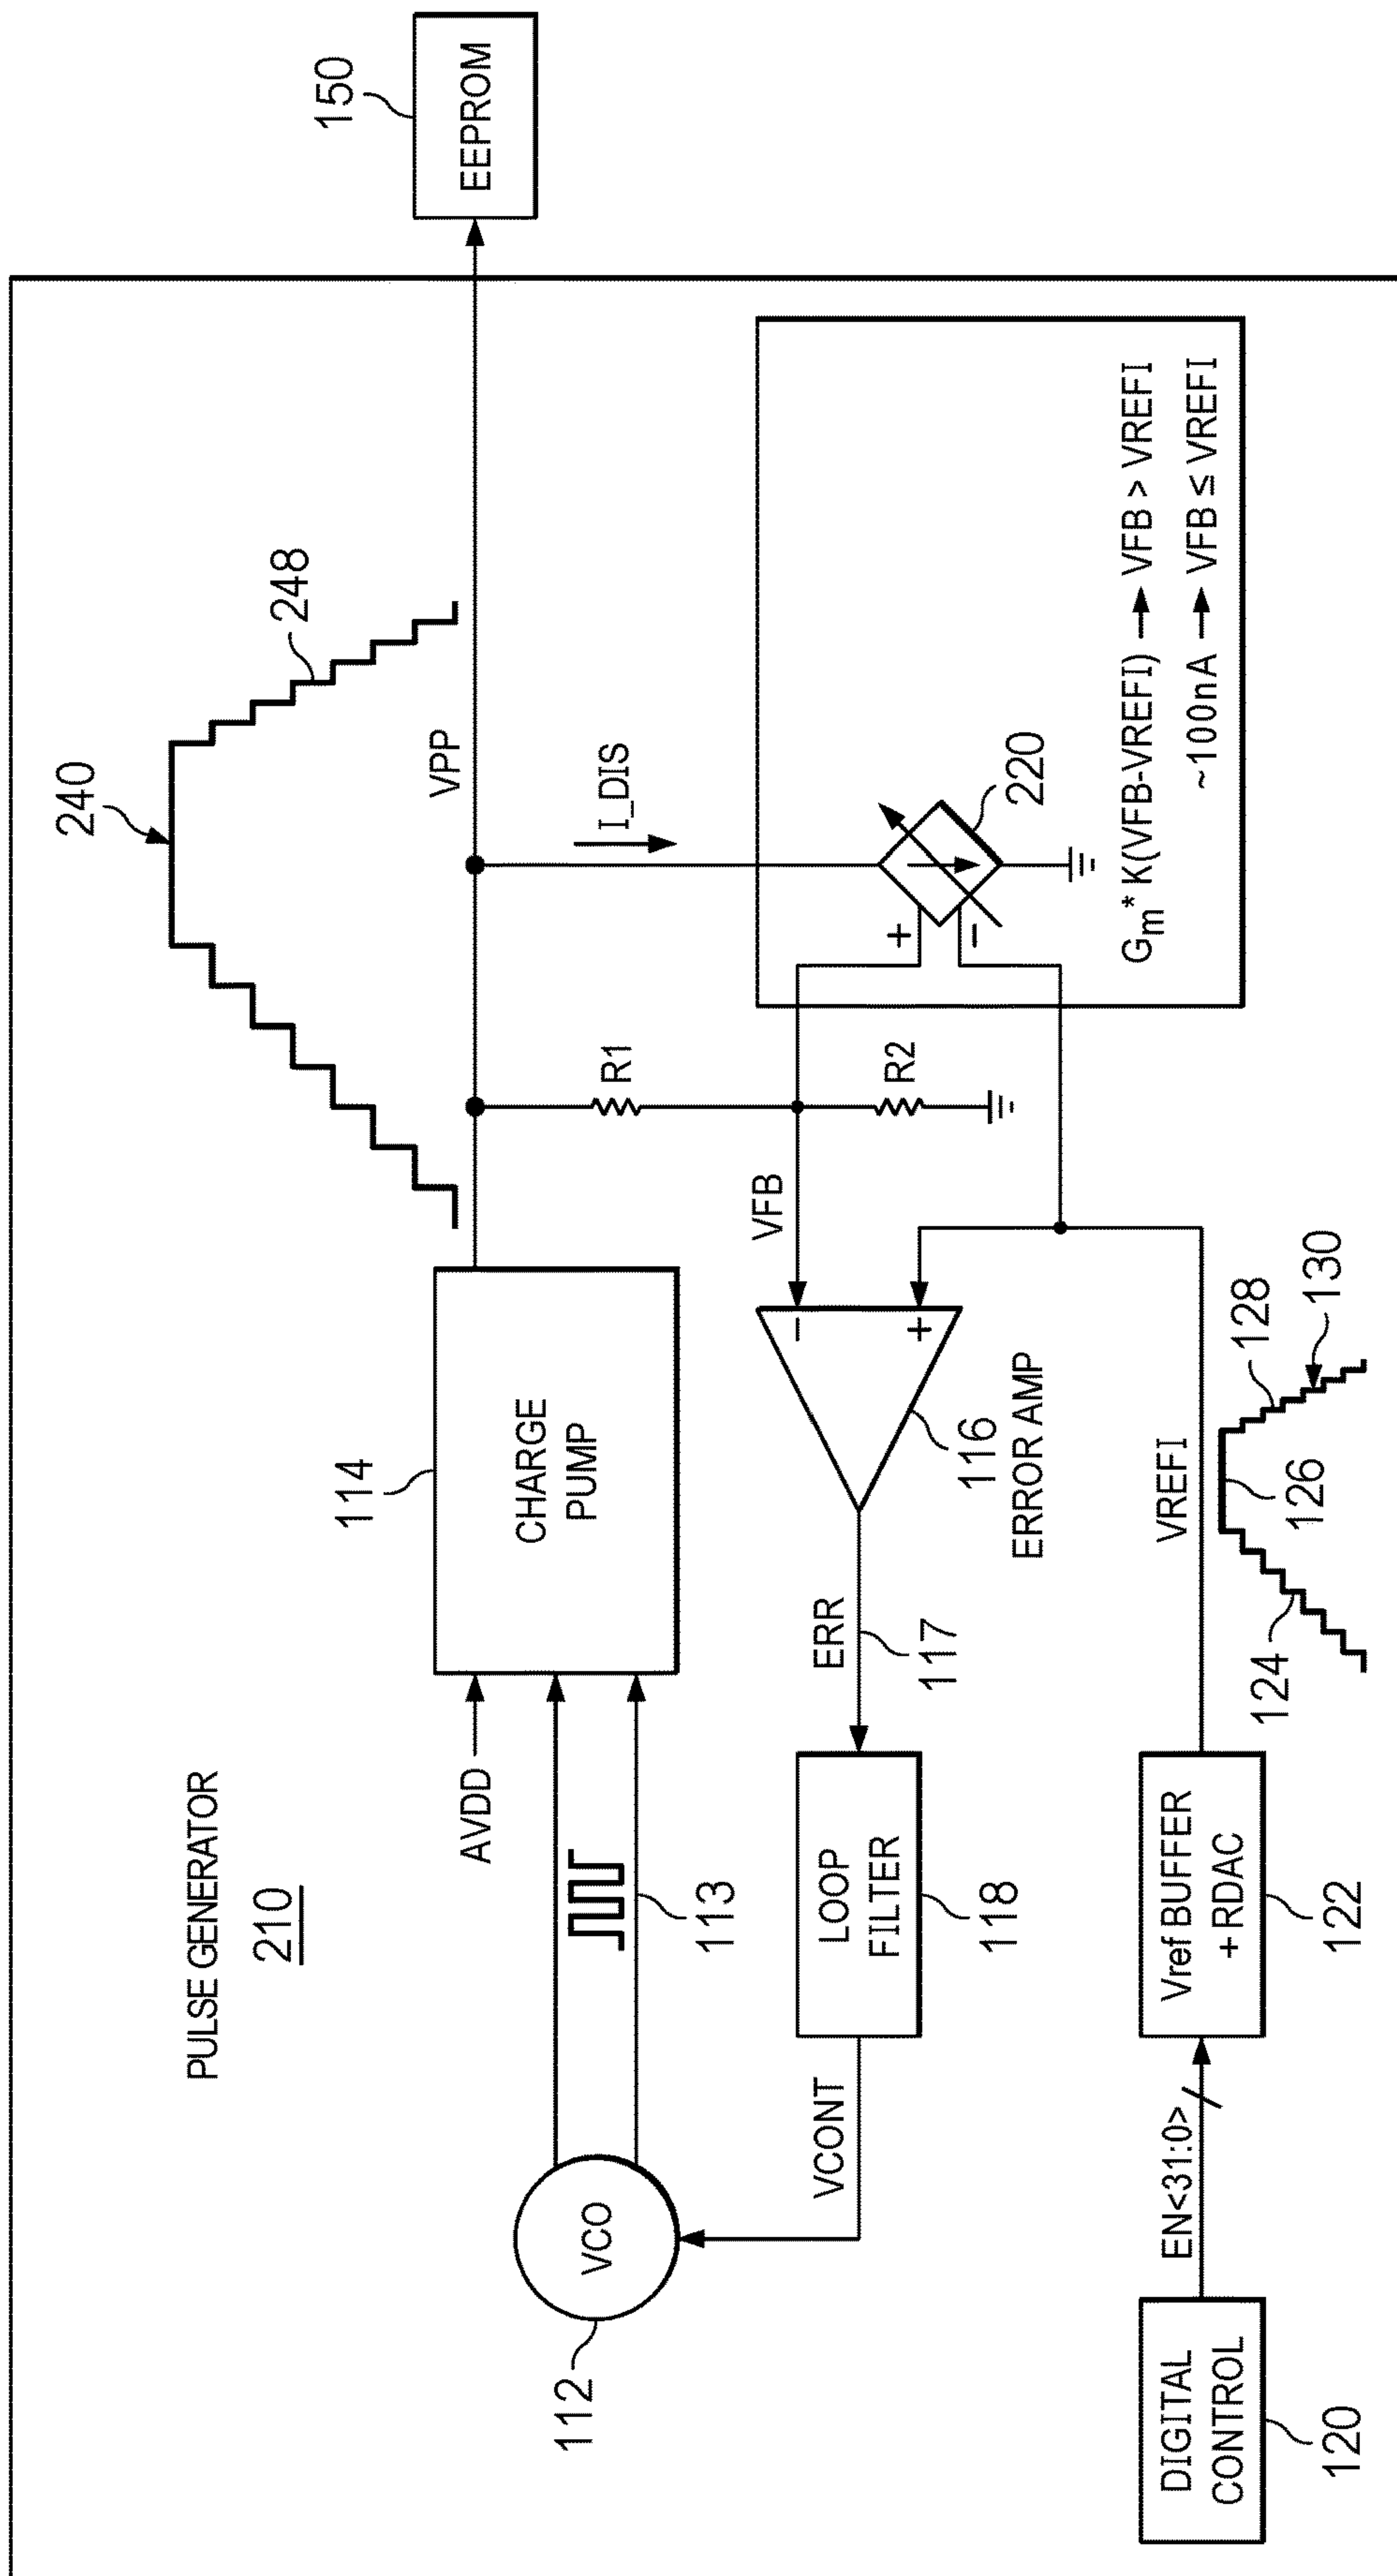 PULSE GENERATOR
210
240
248
150
EEPROM
VPP
I_DIS
114
CHARGE
PUMP
AVDD
113
VCO
112
R1
R2
VFB
+
-
220
-
+
116
ERROR AMP
ERR
117
LOOP
FILTER
118
VCONT
Gm* K(VFB-VREFI) → VFB > VREFI
~100nA → VFB ≤ VREFI
DIGITAL
CONTROL
120
EN<31:0>
Vref BUFFER
+ RDAC
122
VREFI
124
126
128
130